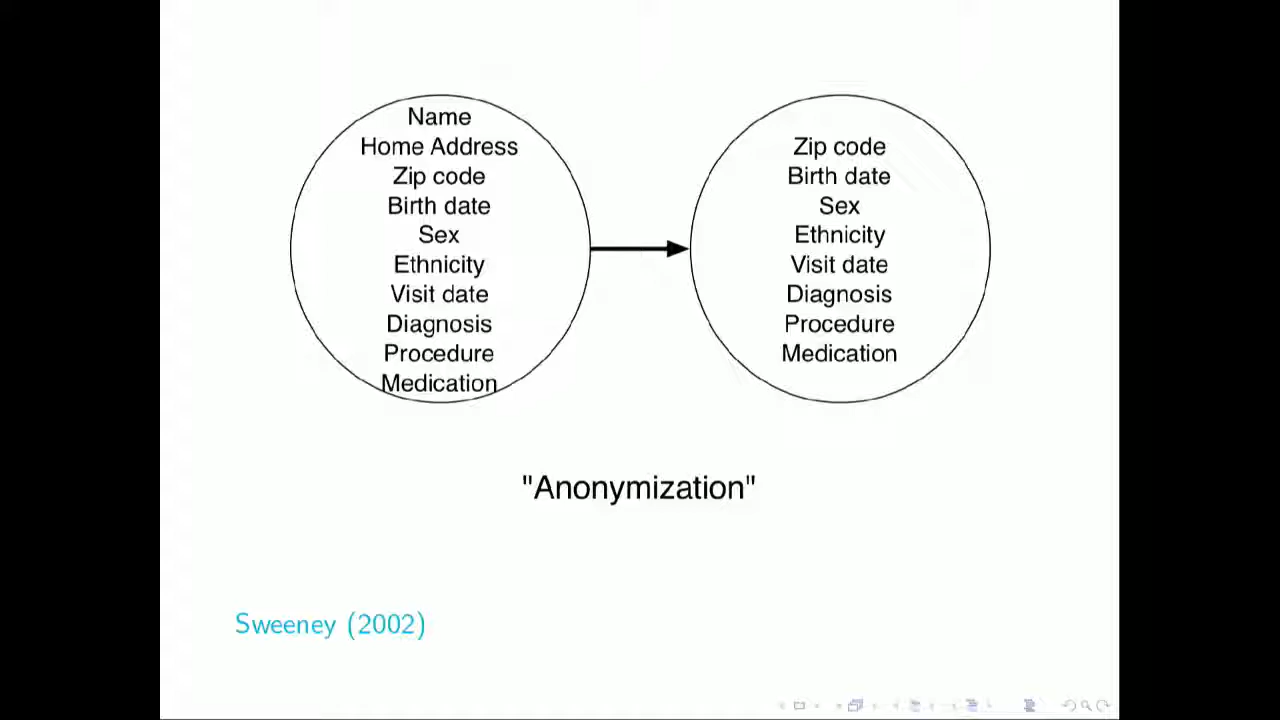 Name
Home Address
Zip code
Birth date
Sex
Ethnicity
Visit date
Diagnosis
Procedure
Medication
Zip code
Birth date
Sex
Ethnicity
Visit date
Diagnosis
Procedure
Medication
"Anonymization"
Sweeney (2002)